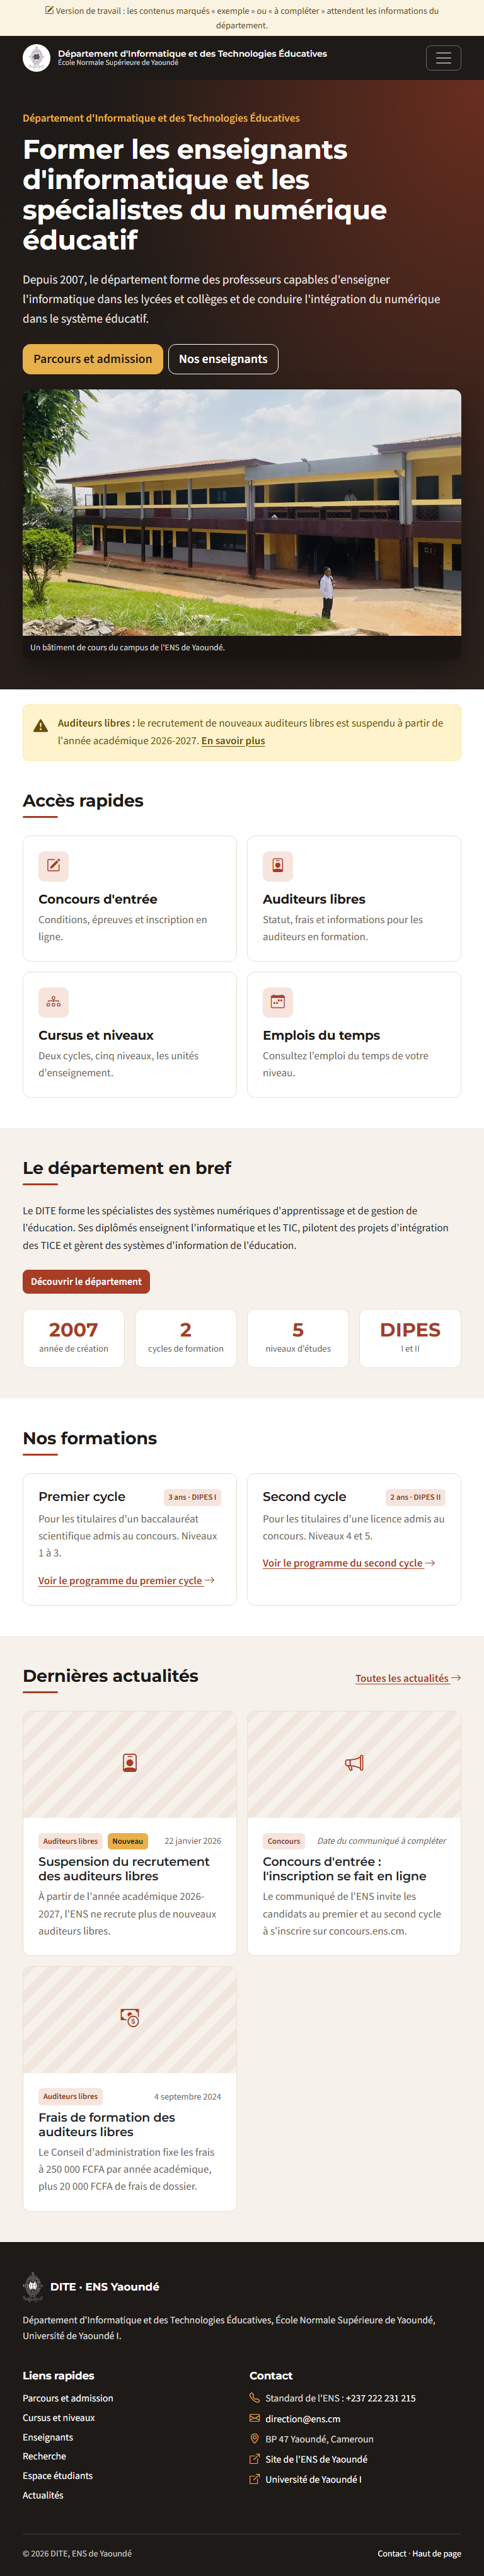 Version de travail : les contenus marqués « exemple » ou « à compléter » attendent les informations du
département.
Département d'Informatique et des Technologies Éducatives
École Normale Supérieure de Yaoundé
Département d'Informatique et des Technologies Éducatives
Former les enseignants
d'informatique et les
spécialistes du numérique
éducatif
Depuis 2007, le département forme des professeurs capables d'enseigner
l'informatique dans les lycées et collèges et de conduire l'intégration du numérique
dans le système éducatif.
Parcours et admission
Nos enseignants
Un bâtiment de cours du campus de l'ENS de Yaoundé.
Auditeurs libres : le recrutement de nouveaux auditeurs libres est suspendu à partir de
l'année académique 2026-2027. En savoir plus
Accès rapides
Concours d'entrée
Conditions, épreuves et inscription en
ligne.
Auditeurs libres
Statut, frais et informations pour les
auditeurs en formation.
Cursus et niveaux
Deux cycles, cinq niveaux, les unités
d'enseignement.
Emplois du temps
Consultez l'emploi du temps de votre
niveau.
Le département en bref
Le DITE forme les spécialistes des systèmes numériques d'apprentissage et de gestion de
l'éducation. Ses diplômés enseignent l'informatique et les TIC, pilotent des projets d'intégration
des TICE et gèrent des systèmes d'information de l'éducation.
Découvrir le département
2007
année de création
2
cycles de formation
5
niveaux d'études
DIPES
I et II
Nos formations
Premier cycle
3 ans · DIPES I
Pour les titulaires d'un baccalauréat
scientifique admis au concours. Niveaux
1 à 3.
Voir le programme du premier cycle
Second cycle
2 ans · DIPES II
Pour les titulaires d'une licence admis au
concours. Niveaux 4 et 5.
Voir le programme du second cycle
Dernières actualités
Toutes les actualités
Auditeurs libres
Nouveau
22 janvier 2026
Suspension du recrutement
des auditeurs libres
À partir de l'année académique 2026-
2027, l'ENS ne recrute plus de nouveaux
auditeurs libres.
Concours
Date du communiqué à compléter
Concours d'entrée :
l'inscription se fait en ligne
Le communiqué de l'ENS invite les
candidats au premier et au second cycle
à s'inscrire sur concours.ens.cm.
Auditeurs libres
4 septembre 2024
Frais de formation des
auditeurs libres
Le Conseil d'administration fixe les frais
à 250 000 FCFA par année académique,
plus 20 000 FCFA de frais de dossier.
DITE · ENS Yaoundé
Département d'Informatique et des Technologies Éducatives, École Normale Supérieure de Yaoundé,
Université de Yaoundé I.
Liens rapides
Parcours et admission
Cursus et niveaux
Enseignants
Recherche
Espace étudiants
Actualités
Contact
Standard de l'ENS : +237 222 231 215
direction@ens.cm
BP 47 Yaoundé, Cameroun
Site de l'ENS de Yaoundé
Université de Yaoundé I
© 2026 DITE, ENS de Yaoundé
Contact · Haut de page